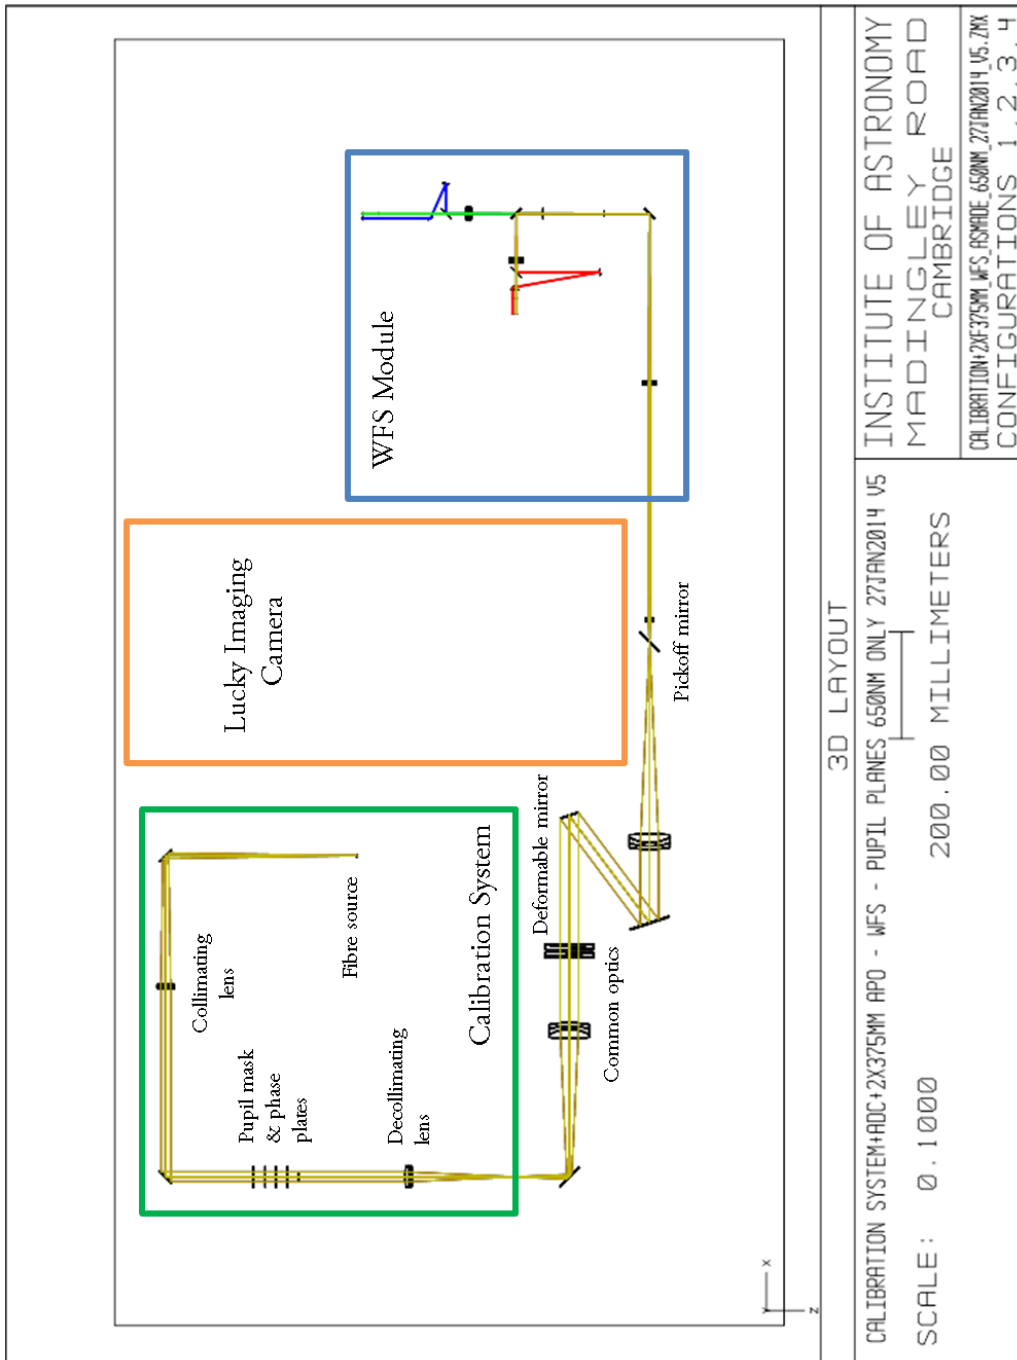 WFS Module
Lucky Imaging
Camera
Pickoff mirror
Calibration System
Fibre source
Collimating
lens
Pupil mask
& phase
plates
Decollimating
lens
Deformable mirror
Common optics
X
Y
Z
3D LAYOUT
CALIBRATION SYSTEM+ADC+2X375MM APO - WFS - PUPIL PLANES 650NM ONLY 27JAN2014 V5
SCALE: 0.1000
200.00 MILLIMETERS
INSTITUTE OF ASTRONOMY
MADINGLEY ROAD
CAMBRIDGE
CALIBRATION+2XF375MM_WFS_ASMADE_650NM_27JAN2014_V5.ZMX
CONFIGURATIONS 1,2,3,4